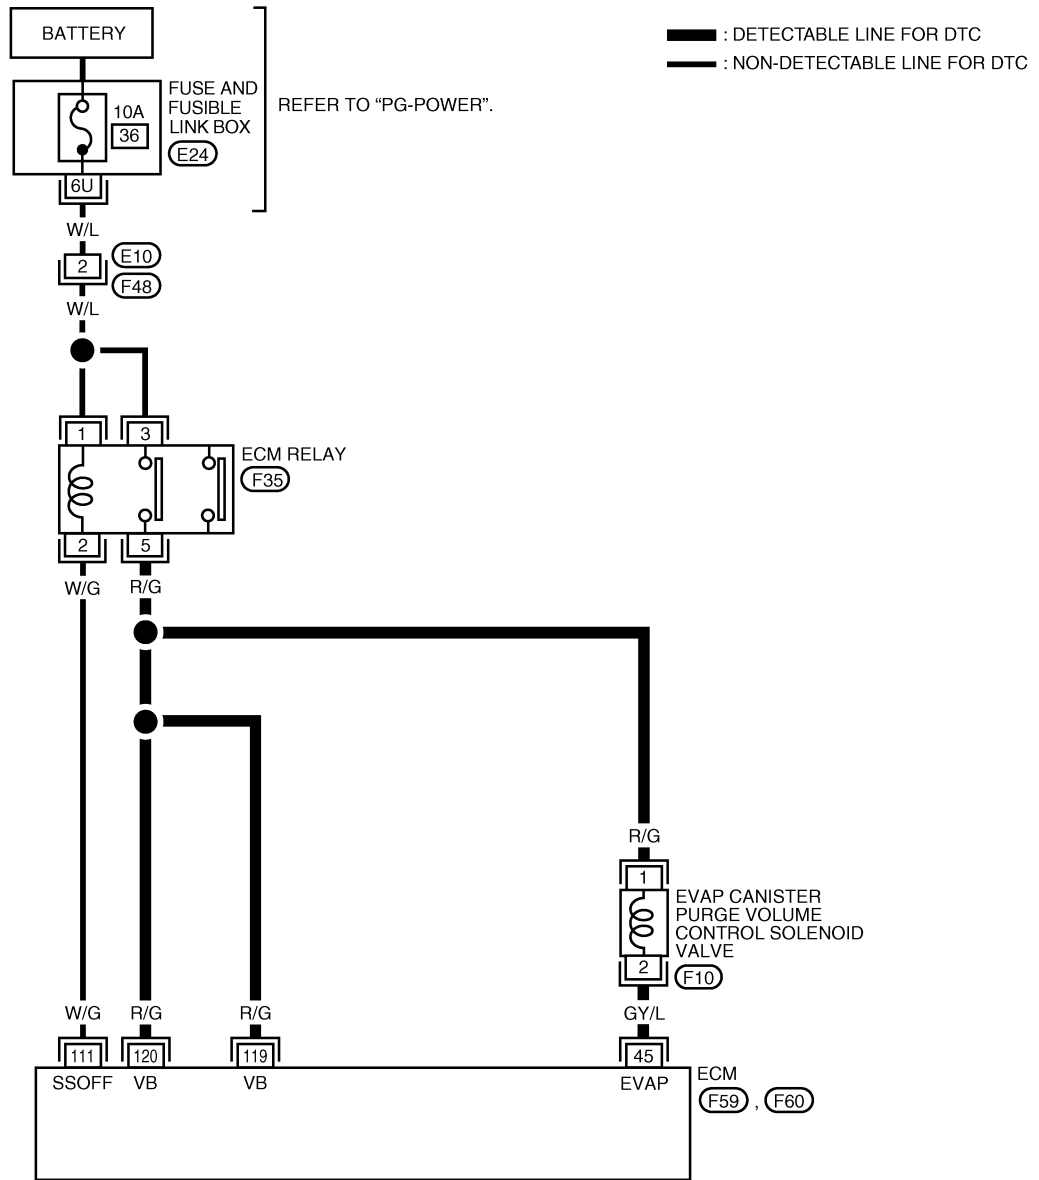 BATTERY
: DETECTABLE LINE FOR DTC
: NON-DETECTABLE LINE FOR DTC
FUSE AND
FUSIBLE
LINK BOX
E24
10A
36
REFER TO “PG-POWER”.
6U
W/L
2
E10
F48
W/L
1
3
ECM RELAY
F35
2
5
W/G
R/G
R/G
1
EVAP CANISTER
PURGE VOLUME
CONTROL SOLENOID
VALVE
2
F10
W/G
R/G
R/G
GY/L
111
120
119
45
SSOFF
VB
VB
EVAP
ECM
F59 , F60